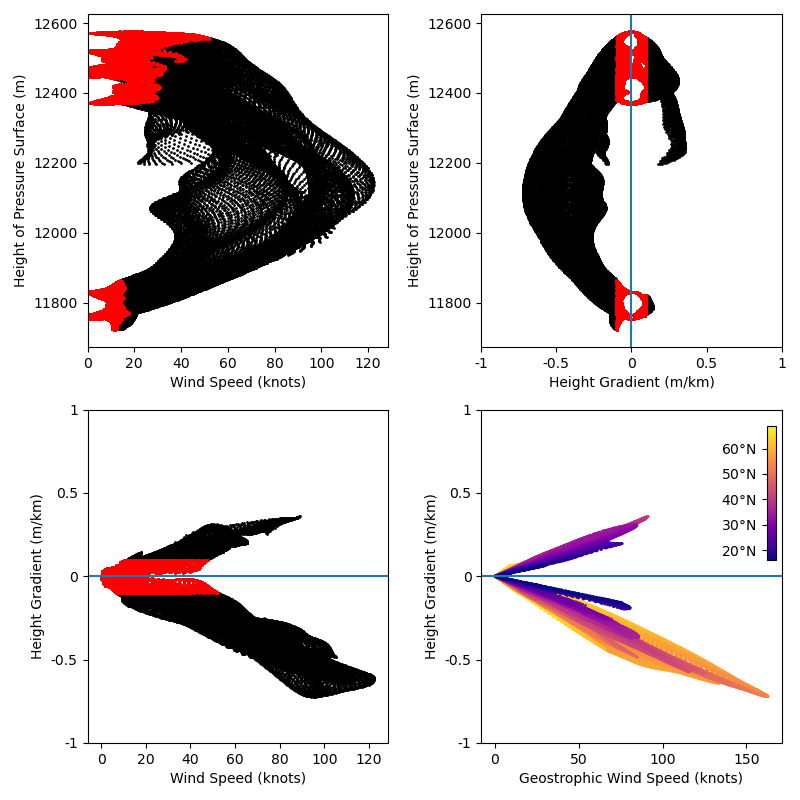 12600
12400
12200
12000
11800
Height of Pressure Surface (m)
0 20 40 60 80 100 120
Wind Speed (knots)
12600
12400
12200
12000
11800
Height of Pressure Surface (m)
-1 -0.5 0 0.5 1
Height Gradient (m/km)
1
0.5
0
-0.5
-1
Height Gradient (m/km)
0 20 40 60 80 100 120
Wind Speed (knots)
1
0.5
0
-0.5
-1
Height Gradient (m/km)
60°N
50°N
40°N
30°N
20°N
0 50 100 150
Geostrophic Wind Speed (knots)